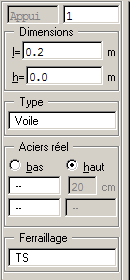 Appui 1
Dimensions
l= 0.2 m
h= 0.0 m
Type
Voile
Aciers réel
bas haut
-- 20 cm
-- --
Ferraillage
TS